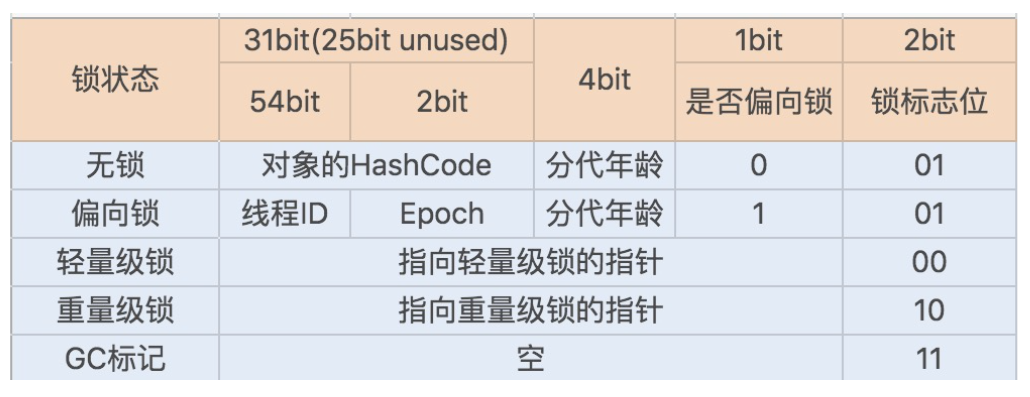 锁状态 31bit(25bit unused) 4bit 1bit 2bit
54bit 2bit 是否偏向锁 锁标志位
无锁 对象的HashCode 分代年龄 0 01
偏向锁 线程ID Epoch 分代年龄 1 01
轻量级锁 指向轻量级锁的指针 00
重量级锁 指向重量级锁的指针 10
GC标记 空 11